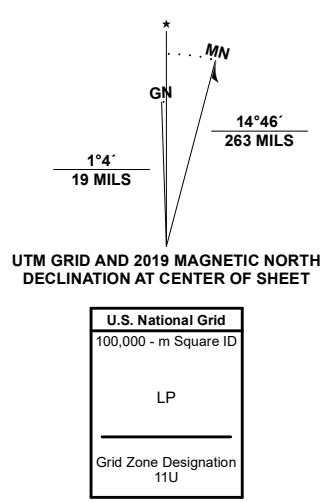 ★
MN
GN
14°46´
263 MILS
1°4´
19 MILS
UTM GRID AND 2019 MAGNETIC NORTH
DECLINATION AT CENTER OF SHEET
U.S. National Grid
100,000 - m Square ID
LP
Grid Zone Designation
11U